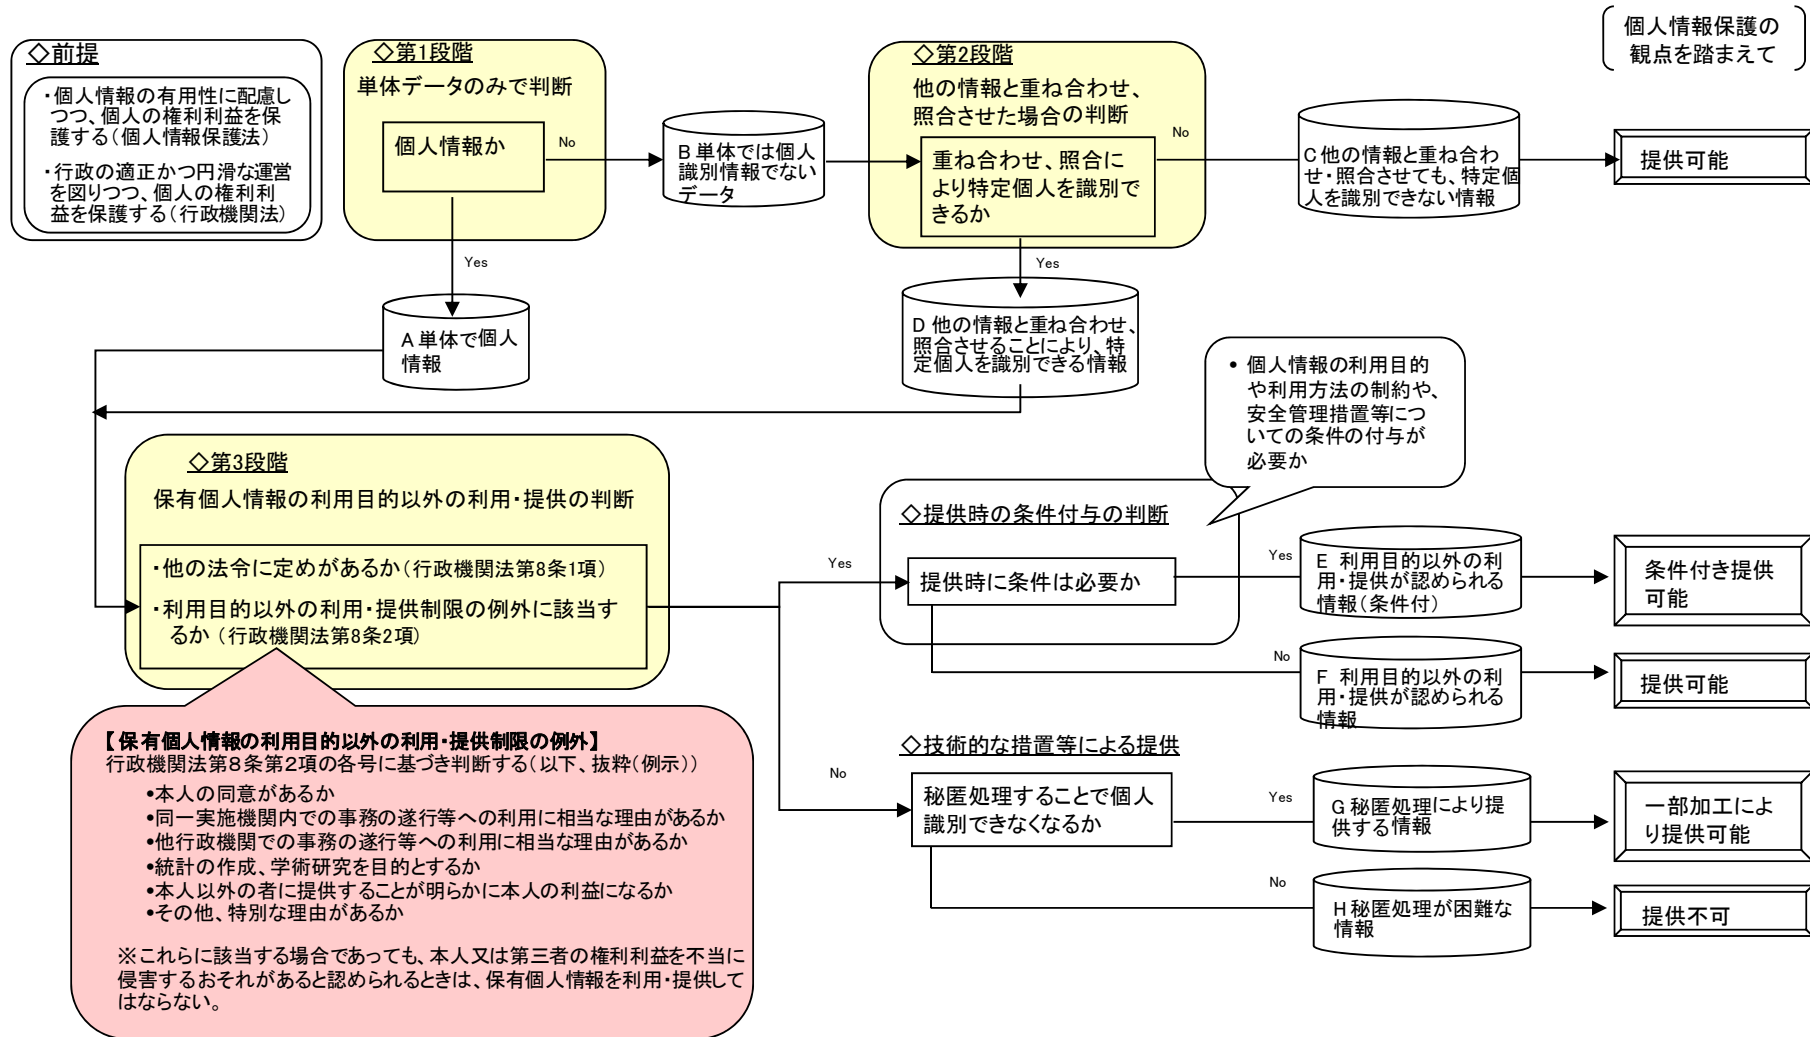 個人情報保護の
観点を踏まえて
◇前提
・個人情報の有用性に配慮し
つつ、個人の権利利益を保
護する（個人情報保護法）
・行政の適正かつ円滑な運営
を図りつつ、個人の権利利
益を保護する（行政機関法）
◇第1段階
単体データのみで判断
個人情報か
No
Yes
B 単体では個人
識別情報でない
データ
◇第2段階
他の情報と重ね合わせ、
照合させた場合の判断
重ね合わせ、照合に
より特定個人を識別で
きるか
No
Yes
C 他の情報と重ね合わ
せ・照合させても、特定個
人を識別できない情報
提供可能
A 単体で個人
情報
D 他の情報と重ね合わせ、
照合させることにより、特
定個人を識別できる情報
• 個人情報の利用目的
や利用方法の制約や、
安全管理措置等につ
いての条件の付与が
必要か
◇第3段階
保有個人情報の利用目的以外の利用・提供の判断
・他の法令に定めがあるか（行政機関法第8条1項）
・利用目的以外の利用・提供制限の例外に該当す
るか（行政機関法第8条2項）
Yes
No
◇提供時の条件付与の判断
提供時に条件は必要か
Yes
E 利用目的以外の利
用・提供が認められる
情報（条件付）
条件付き提供
可能
No
F 利用目的以外の利
用・提供が認められる
情報
提供可能
【保有個人情報の利用目的以外の利用・提供制限の例外】
行政機関法第８条第２項の各号に基づき判断する（以下、抜粋（例示））
•本人の同意があるか
•同一実施機関内での事務の遂行等への利用に相当な理由があるか
•他行政機関での事務の遂行等への利用に相当な理由があるか
•統計の作成、学術研究を目的とするか
•本人以外の者に提供することが明らかに本人の利益になるか
•その他、特別な理由があるか
※これらに該当する場合であっても、本人又は第三者の権利利益を不当に
侵害するおそれがあると認められるときは、保有個人情報を利用・提供して
はならない。
◇技術的な措置等による提供
秘匿処理することで個人
識別できなくなるか
Yes
G 秘匿処理により提
供する情報
一部加工によ
り提供可能
No
H 秘匿処理が困難な
情報
提供不可